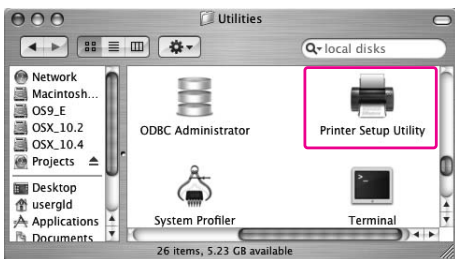 Utilities
local disks
Network
Macintosh...
OS9_E
OSX_10.2
OSX_10.4
Projects
Desktop
usergld
Applications
Documents
ODBC Administrator
Printer Setup Utility
System Profiler
Terminal
26 items, 5.23 GB available